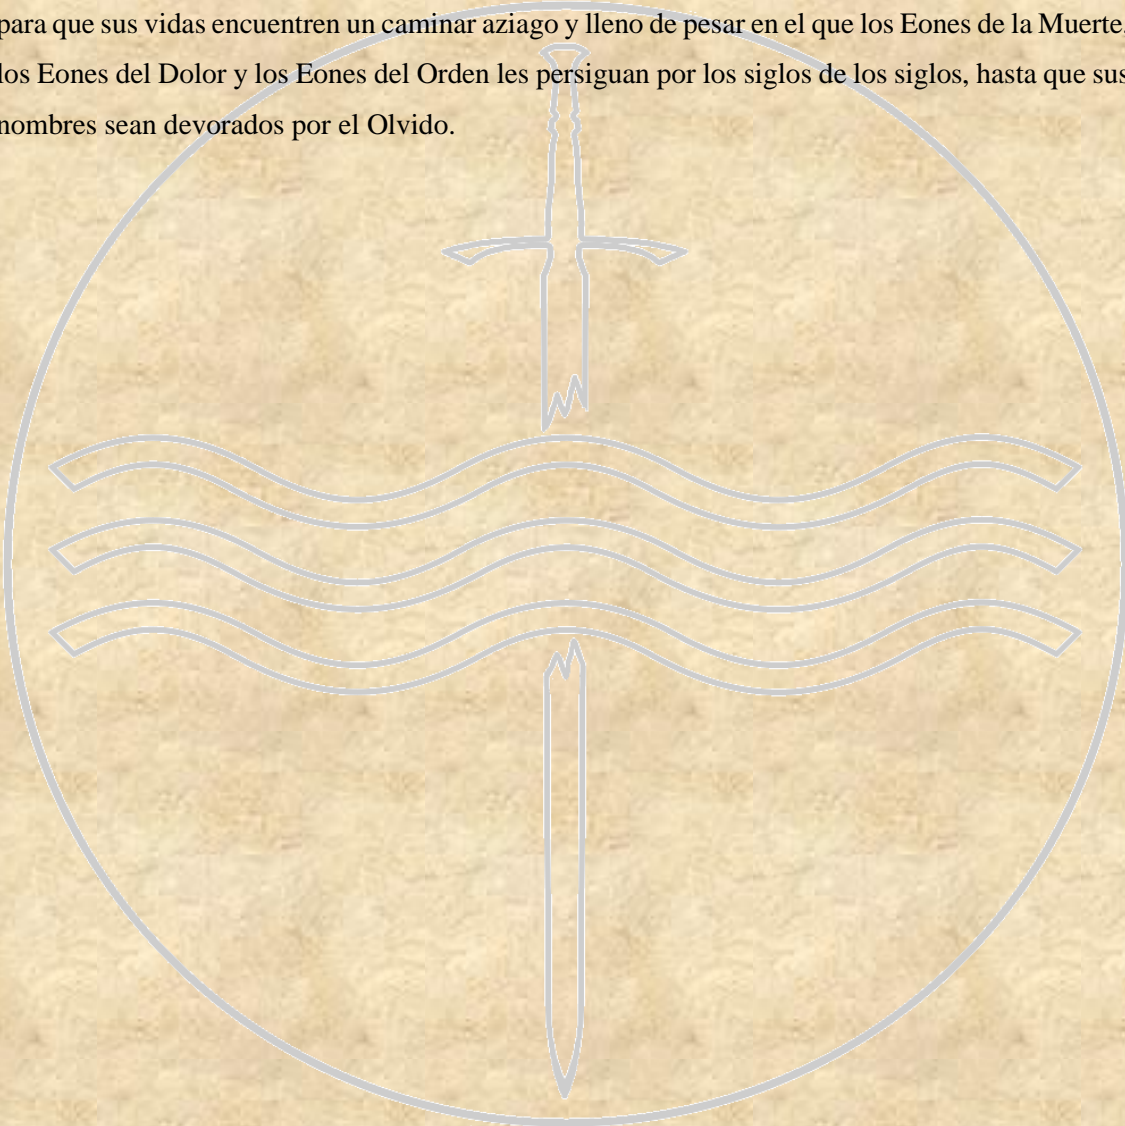 para que sus vidas encuentren un caminar aziago y lleno de pesar en el que los Eones de la Muerte,
los Eones del Dolor y los Eones del Orden les persigan por los siglos de los siglos, hasta que sus
nombres sean devorados por el Olvido.